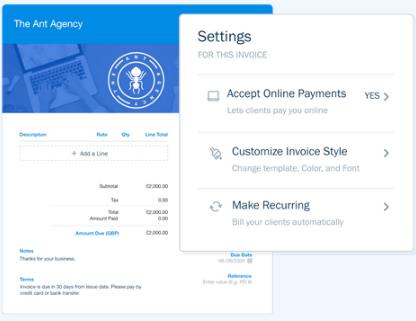 The Ant Agency
ANT AGENCY
Description Rate Qty Line Total
+ Add a Line
Subtotal £2,000.00
Tax 0.00
Total £2,000.00
Amount Paid 0.00
Amount Due (GBP) £2,000.00
Notes
Thanks for your business.
Terms
Invoice is due in 30 days from issue date. Please pay by
credit card or bank transfer.
Due Date
Reference
Enter value (E.g. PO #)
Settings
FOR THIS INVOICE
Accept Online Payments YES
Lets clients pay you online
Customize Invoice Style
Change template, Color, and Font
Make Recurring
Bill your clients automatically